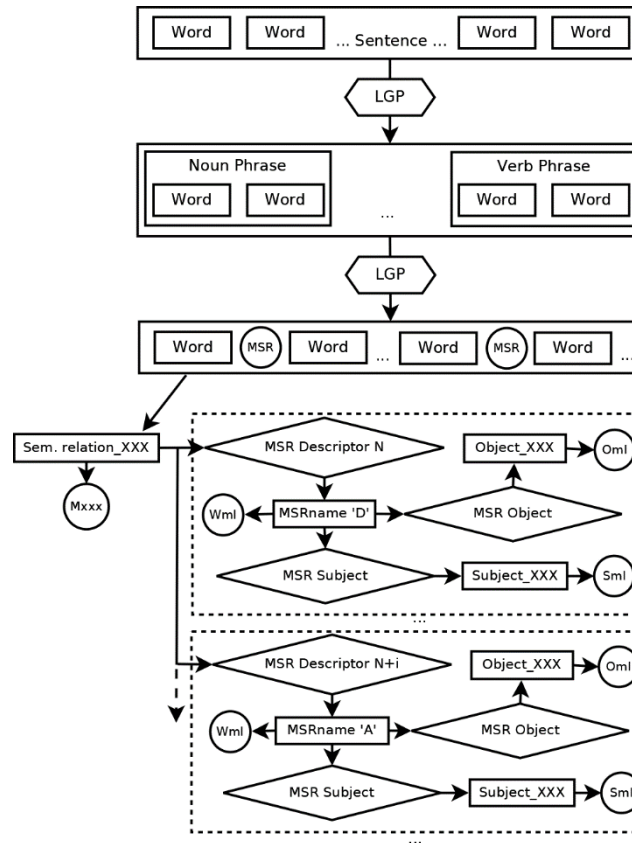 Word Word ... Sentence ... Word Word
LGP
Noun Phrase Verb Phrase
Word Word ... Word Word
LGP
Word MSR Word ... Word MSR Word ...
Sem. relation_XXX
Mxxx
MSR Descriptor N
Object_XXX
Oml
Wml
MSRname 'D'
MSR Object
MSR Subject
Subject_XXX
Sml
...
MSR Descriptor N+i
Object_XXX
Oml
Wml
MSRname 'A'
MSR Object
MSR Subject
Subject_XXX
Sml
...